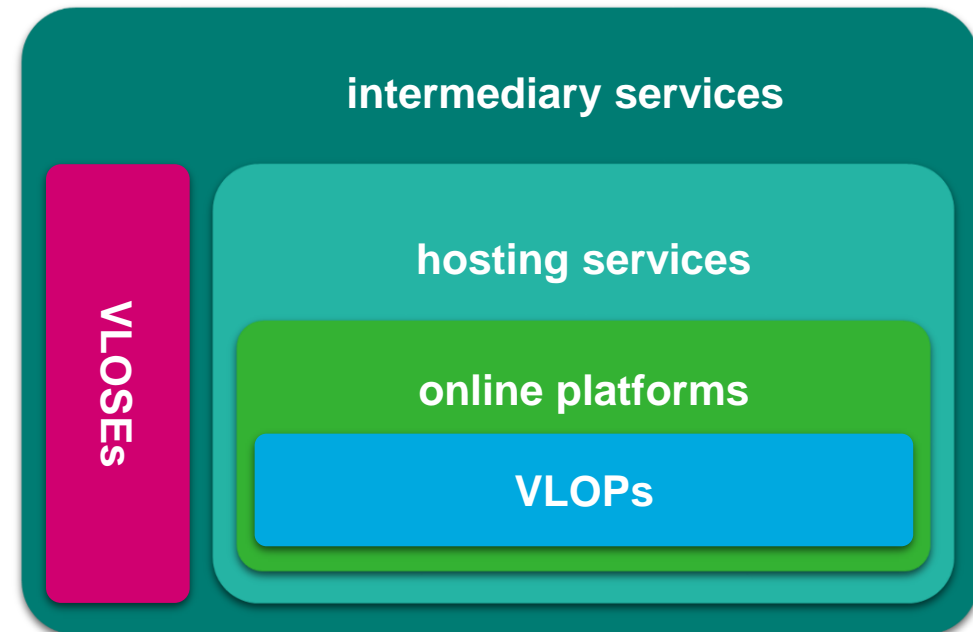 intermediary services
VLOSEs
hosting services
online platforms
VLOPs